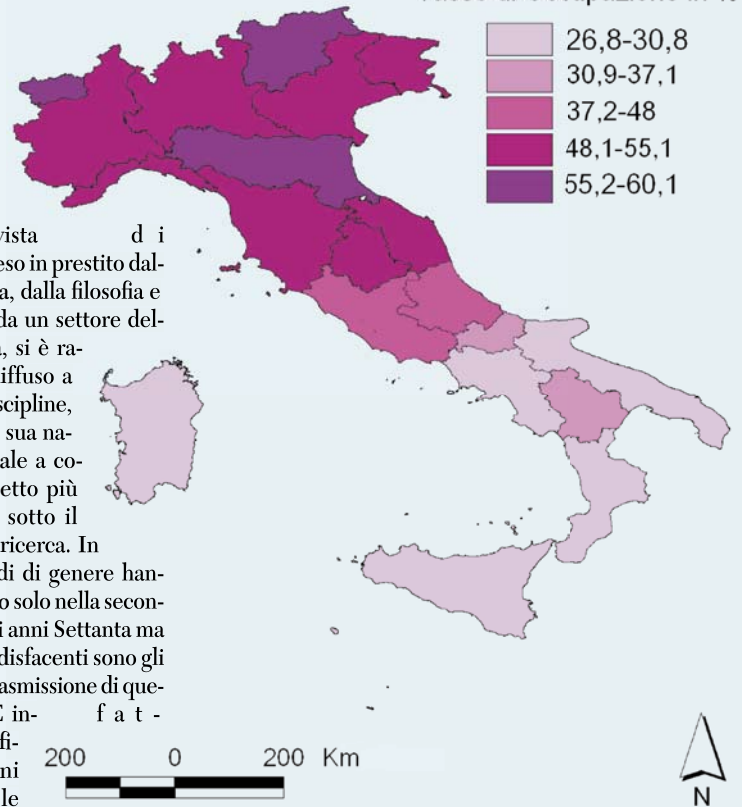 26,8-30,8
30,9-37,1
37,2-48
48,1-55,1
55,2-60,1
vista d i
eso in prestito dal-
a, dalla filosofia e
da un settore del-
, si è ra-
iffuso a
scipline,
sua na-
ale a co-
etto più
sotto il
ricerca. In
di di genere han-
o solo nella secon-
i anni Settanta ma
disfacenti sono gli
asmissione di que-
E in- f a t -
fi-
ni
le
200 0 200 Km
N